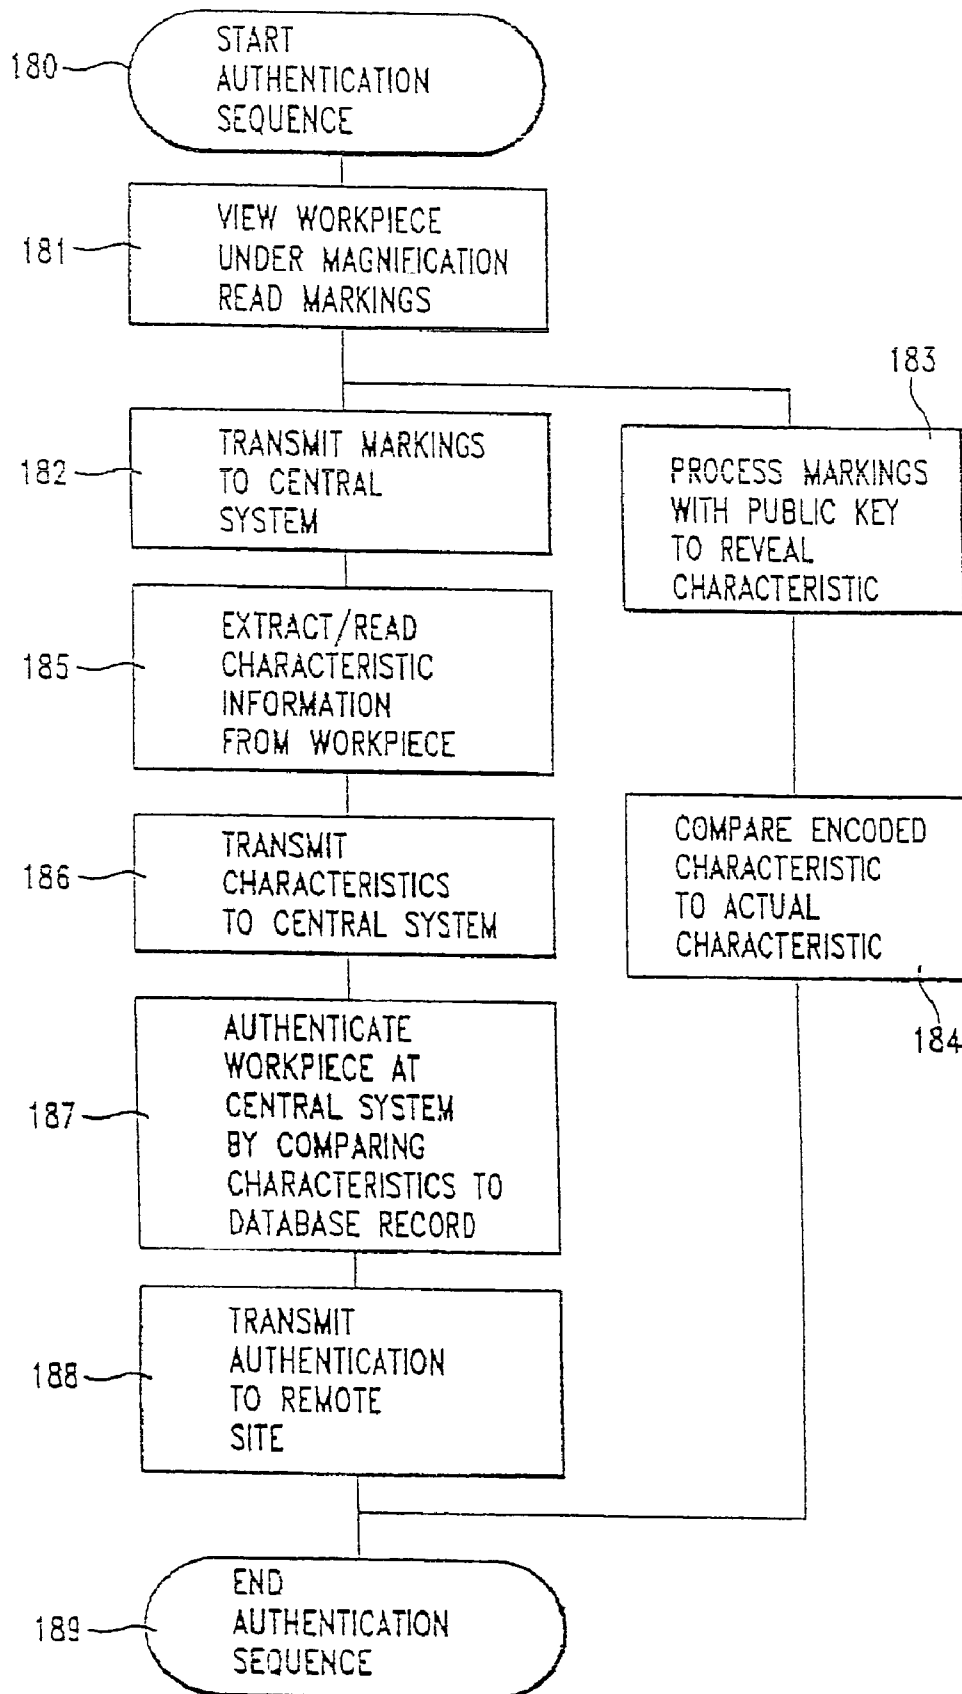 180
START
AUTHENTICATION
SEQUENCE
181
VIEW WORKPIECE
UNDER MAGNIFICATION
READ MARKINGS
182
TRANSMIT MARKINGS
TO CENTRAL
SYSTEM
183
PROCESS MARKINGS
WITH PUBLIC KEY
TO REVEAL
CHARACTERISTIC
185
EXTRACT/READ
CHARACTERISTIC
INFORMATION
FROM WORKPIECE
186
TRANSMIT
CHARACTERISTICS
TO CENTRAL SYSTEM
COMPARE ENCODED
CHARACTERISTIC
TO ACTUAL
CHARACTERISTIC
184
187
AUTHENTICATE
WORKPIECE AT
CENTRAL SYSTEM
BY COMPARING
CHARACTERISTICS TO
DATABASE RECORD
188
TRANSMIT
AUTHENTICATION
TO REMOTE
SITE
189
END
AUTHENTICATION
SEQUENCE